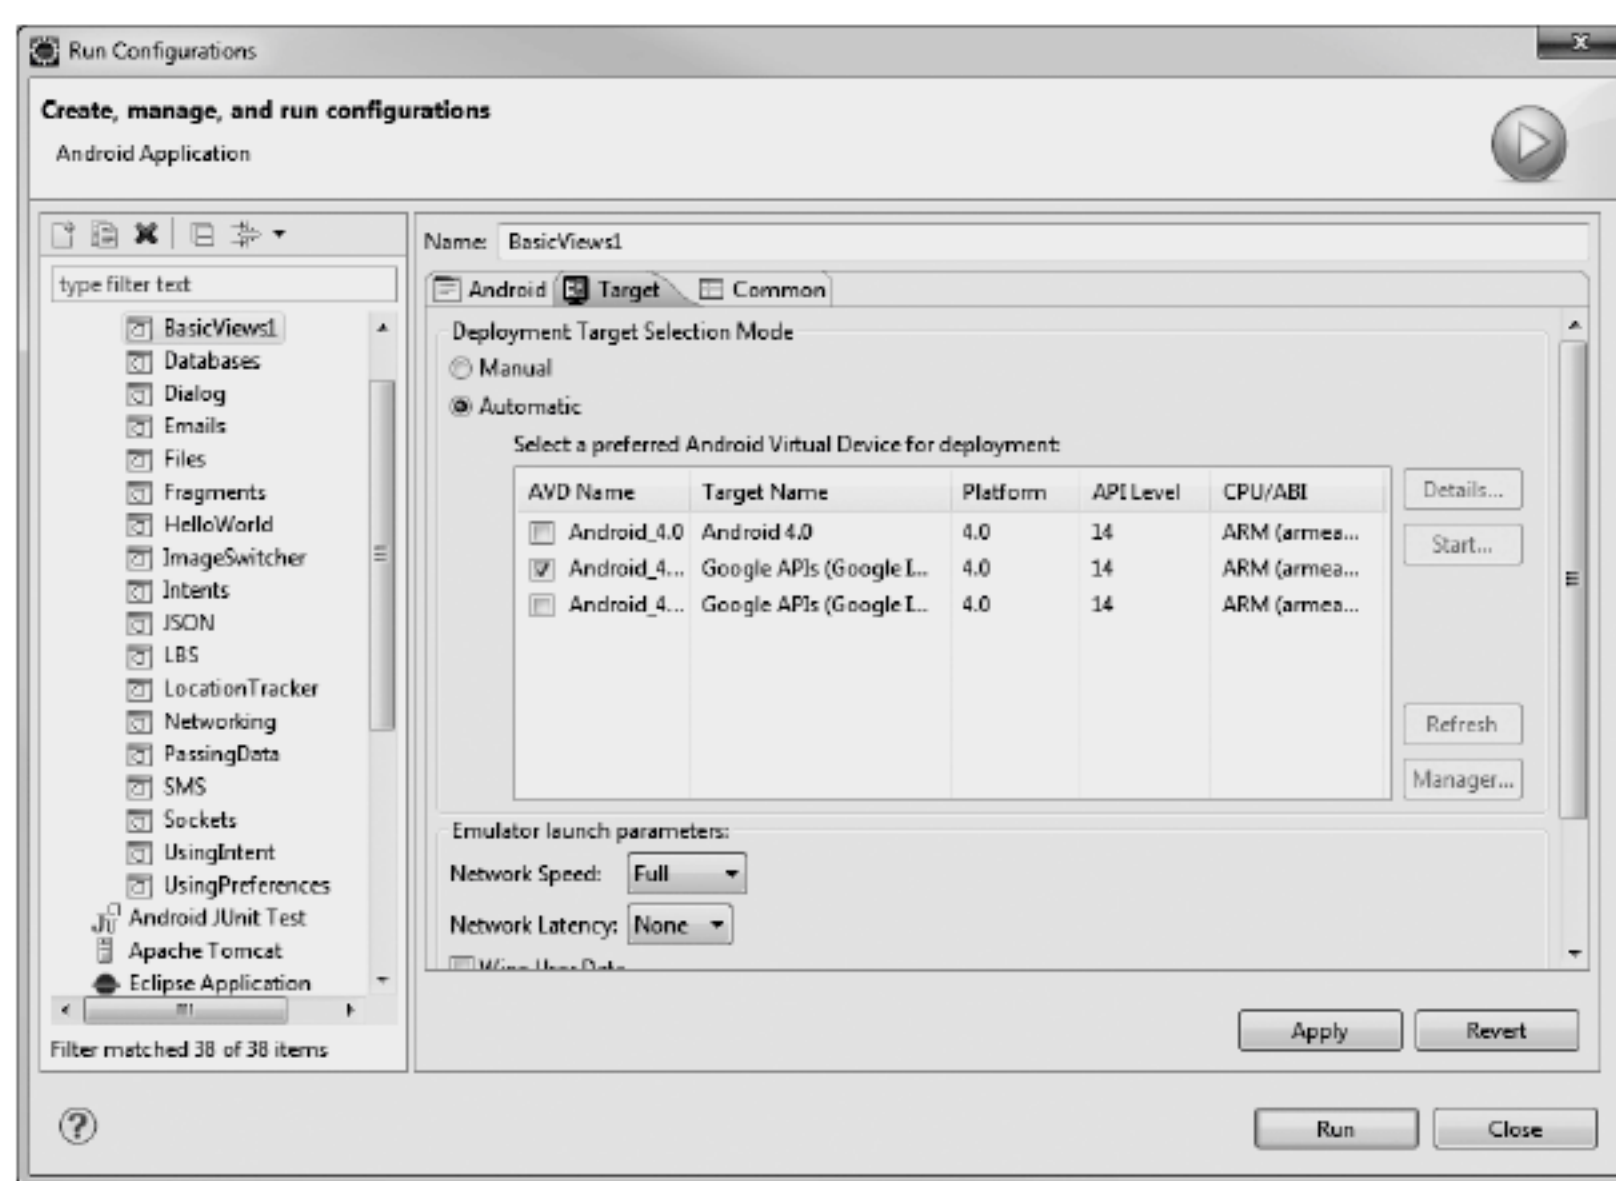 Run Configurations
x
Create, manage, and run configurations
Android Application
type filter text
BasicViews1
Databases
Dialog
Emails
Files
Fragments
HelloWorld
ImageSwitcher
Intents
JSON
LBS
LocationTracker
Networking
PassingData
SMS
Sockets
UsingIntent
UsingPreferences
Android JUnit Test
Apache Tomcat
Eclipse Application
Filter matched 38 of 38 items
Name: BasicViews1
Android Target Common
Deployment Target Selection Mode
Manual
Automatic
Select a preferred Android Virtual Device for deployment:
AVD Name Target Name Platform API Level CPU/ABI
Android_4.0 Android 4.0 4.0 14 ARM (armea...
Android_4... Google APIs (Google I... 4.0 14 ARM (armea...
Android_4... Google APIs (Google I... 4.0 14 ARM (armea...
Details...
Start...
Refresh
Manager...
Emulator launch parameters:
Network Speed: Full
Network Latency: None
Wipe User Data
Apply Revert
? Run Close